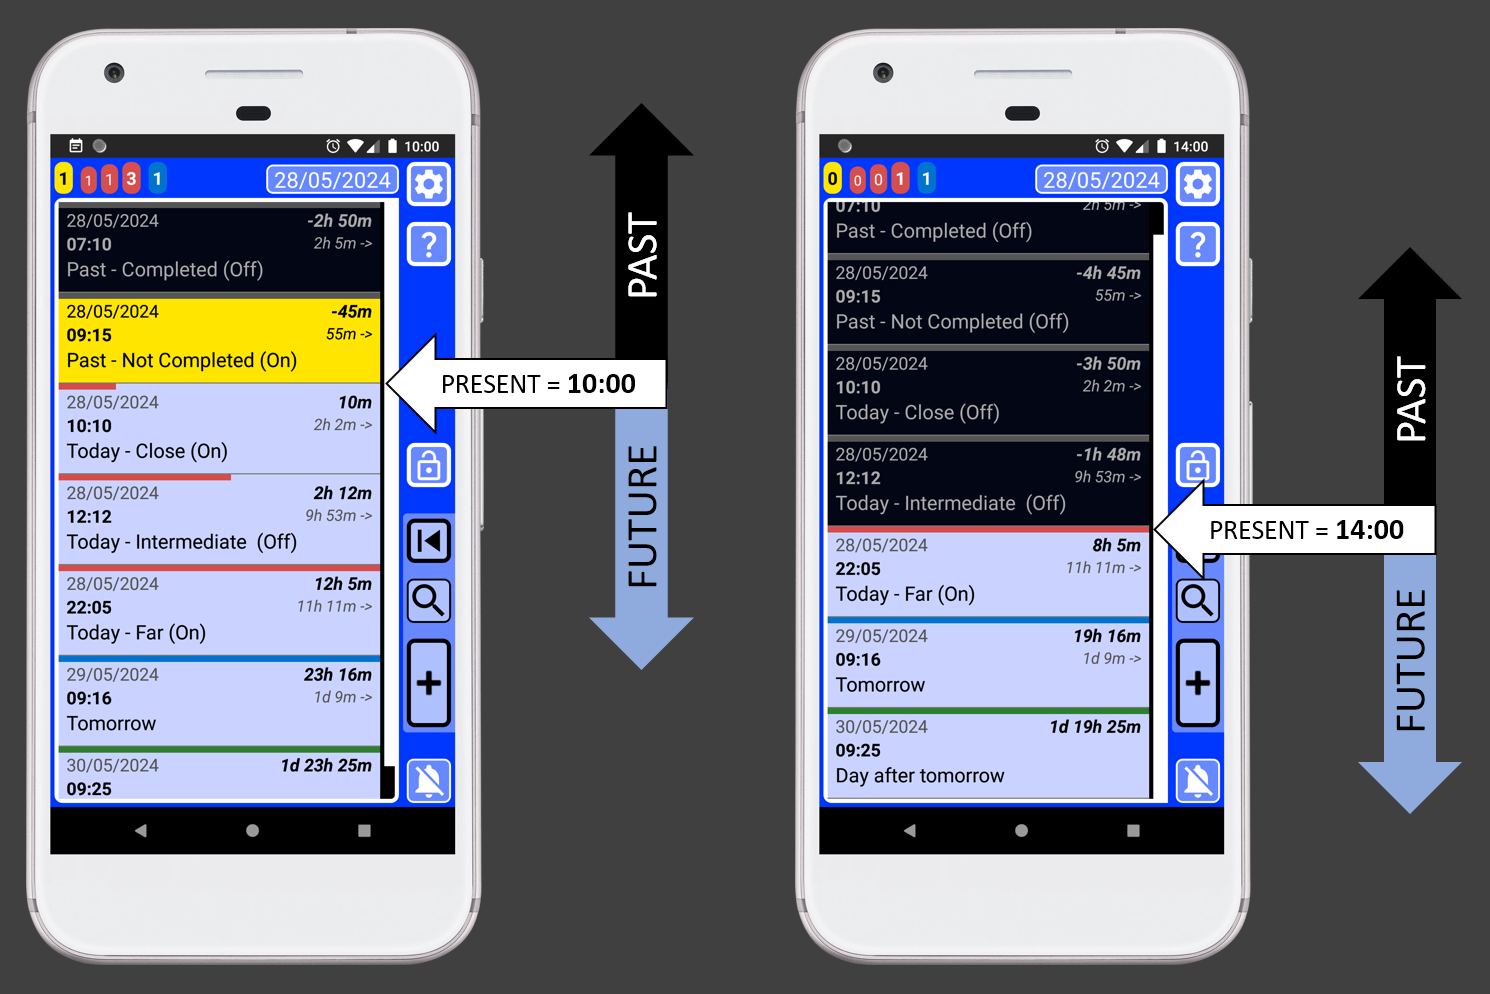 10:00
1 1 1 3 1 28/05/2024
28/05/2024 -2h 50m
07:10 2h 5m ->
Past - Completed (Off)
28/05/2024 -45m
09:15 55m ->
Past - Not Completed (On)
28/05/2024 10m
10:10 2h 2m ->
Today - Close (On)
28/05/2024 2h 12m
12:12 9h 53m ->
Today - Intermediate (Off)
28/05/2024 12h 5m
22:05 11h 11m ->
Today - Far (On)
29/05/2024 23h 16m
09:16 1d 9m ->
Tomorrow
30/05/2024 1d 23h 25m
09:25
?
+
PAST
PRESENT = 10:00
FUTURE
14:00
0 0 0 1 1 28/05/2024
07:10 2h 5m ->
Past - Completed (Off)
28/05/2024 -4h 45m
09:15 55m ->
Past - Not Completed (Off)
28/05/2024 -3h 50m
10:10 2h 2m ->
Today - Close (Off)
28/05/2024 -1h 48m
12:12 9h 53m ->
Today - Intermediate (Off)
28/05/2024 8h 5m
22:05 11h 11m ->
Today - Far (On)
29/05/2024 19h 16m
09:16 1d 9m ->
Tomorrow
30/05/2024 1d 19h 25m
09:25
Day after tomorrow
?
+
PAST
PRESENT = 14:00
FUTURE